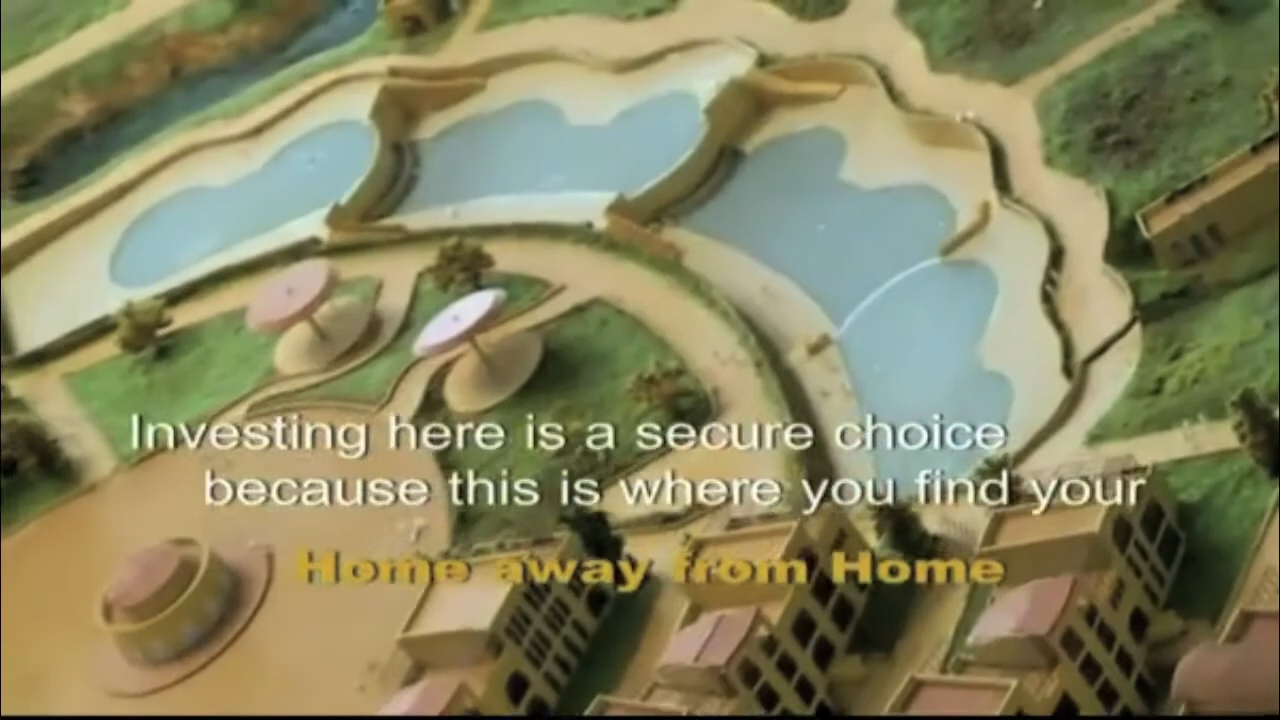 Investing here is a secure choice
because this is where you find your
Home away from Home